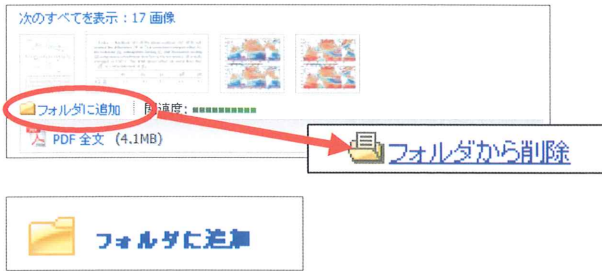 次のすべてを表示：17 画像
フォルダに追加 関連度：
PDF 全文 (4.1MB)
フォルダから削除
フォルダに追加